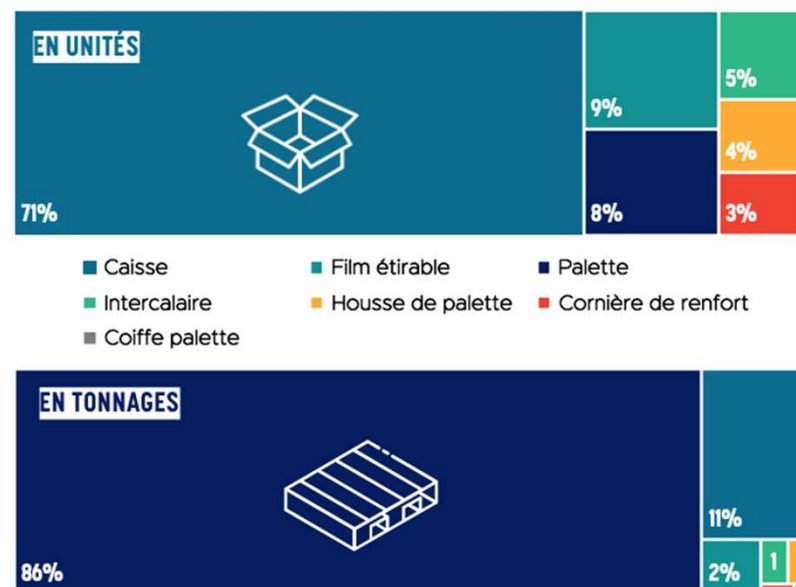 EN UNITÉS
71%
9%
8%
5%
4%
3%
Caisse
Film étirable
Palette
Intercalaire
Housse de palette
Cornière de renfort
Coiffe palette
EN TONNAGES
86%
11%
2%
1